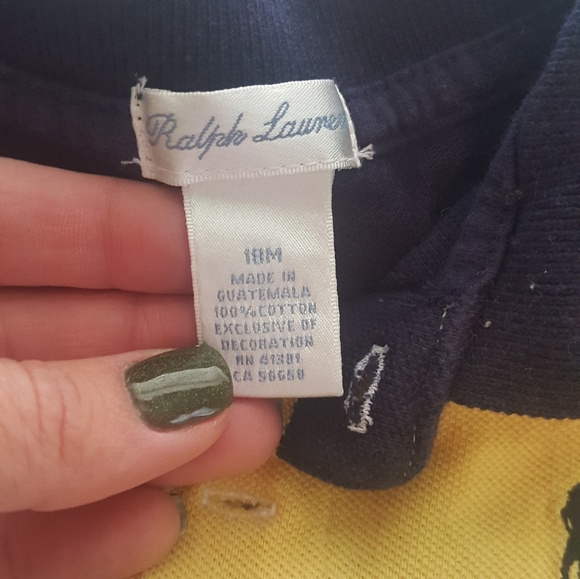 Ralph Lauren
18M
MADE IN
GUATEMALA
100%COTTON
EXCLUSIVE OF
DECORATION
RN 41381
CA 56658